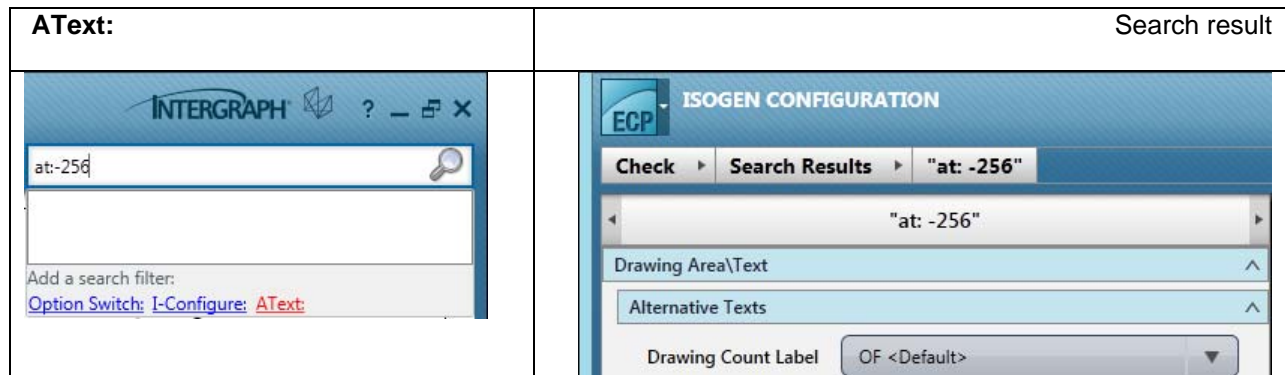 AText:
Search result
INTERGRAPH ?
at:-256
Add a search filter:
Option Switch: I-Configure: AText:
ECP
ISOGEN CONFIGURATION
Check Search Results "at: -256"
"at: -256"
Drawing Area\Text
Alternative Texts
Drawing Count Label OF <Default>